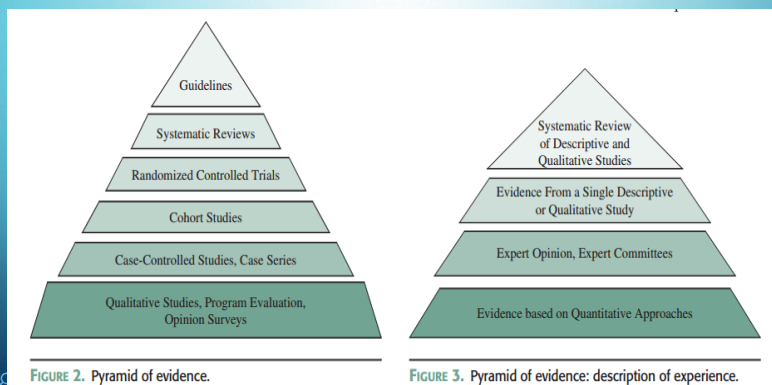 Guidelines
Systematic Reviews
Randomized Controlled Trials
Cohort Studies
Case-Controlled Studies, Case Series
Qualitative Studies, Program Evaluation,
Opinion Surveys
FIGURE 2. Pyramid of evidence.
Systematic Review
of Descriptive and
Qualitative Studies
Evidence From a Single Descriptive
or Qualitative Study
Expert Opinion, Expert Committees
Evidence based on Quantitative Approaches
FIGURE 3. Pyramid of evidence: description of experience.